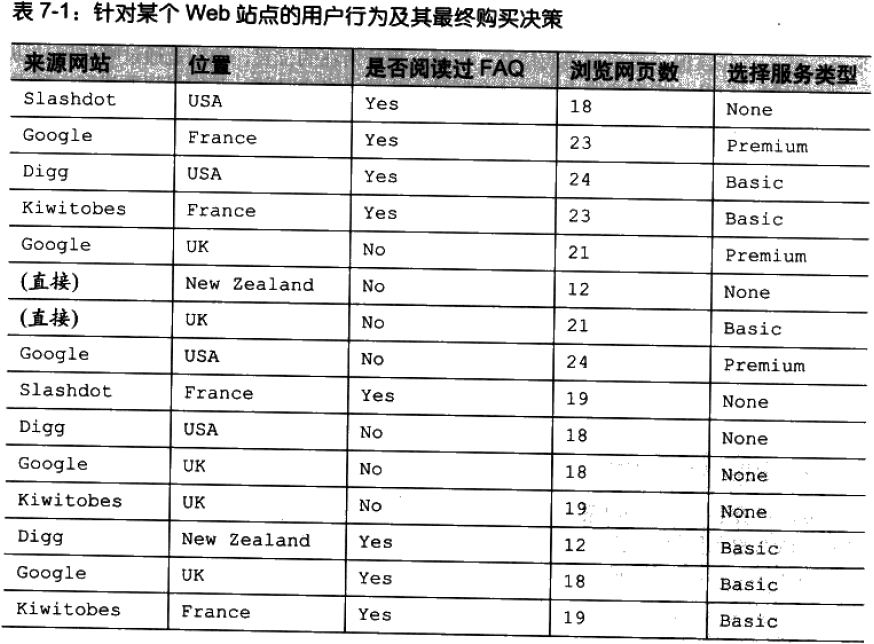 表 7-1：针对某个 Web 站点的用户行为及其最终购买决策
来源网站 位置 是否阅读过 FAQ 浏览网页数 选择服务类型
Slashdot USA Yes 18 None
Google France Yes 23 Premium
Digg USA Yes 24 Basic
Kiwitobes France Yes 23 Basic
Google UK No 21 Premium
(直接) New Zealand No 12 None
(直接) UK No 21 Basic
Google USA No 24 Premium
Slashdot France Yes 19 None
Digg USA No 18 None
Google UK No 18 None
Kiwitobes UK No 19 None
Digg New Zealand Yes 12 Basic
Google UK Yes 18 Basic
Kiwitobes France Yes 19 Basic